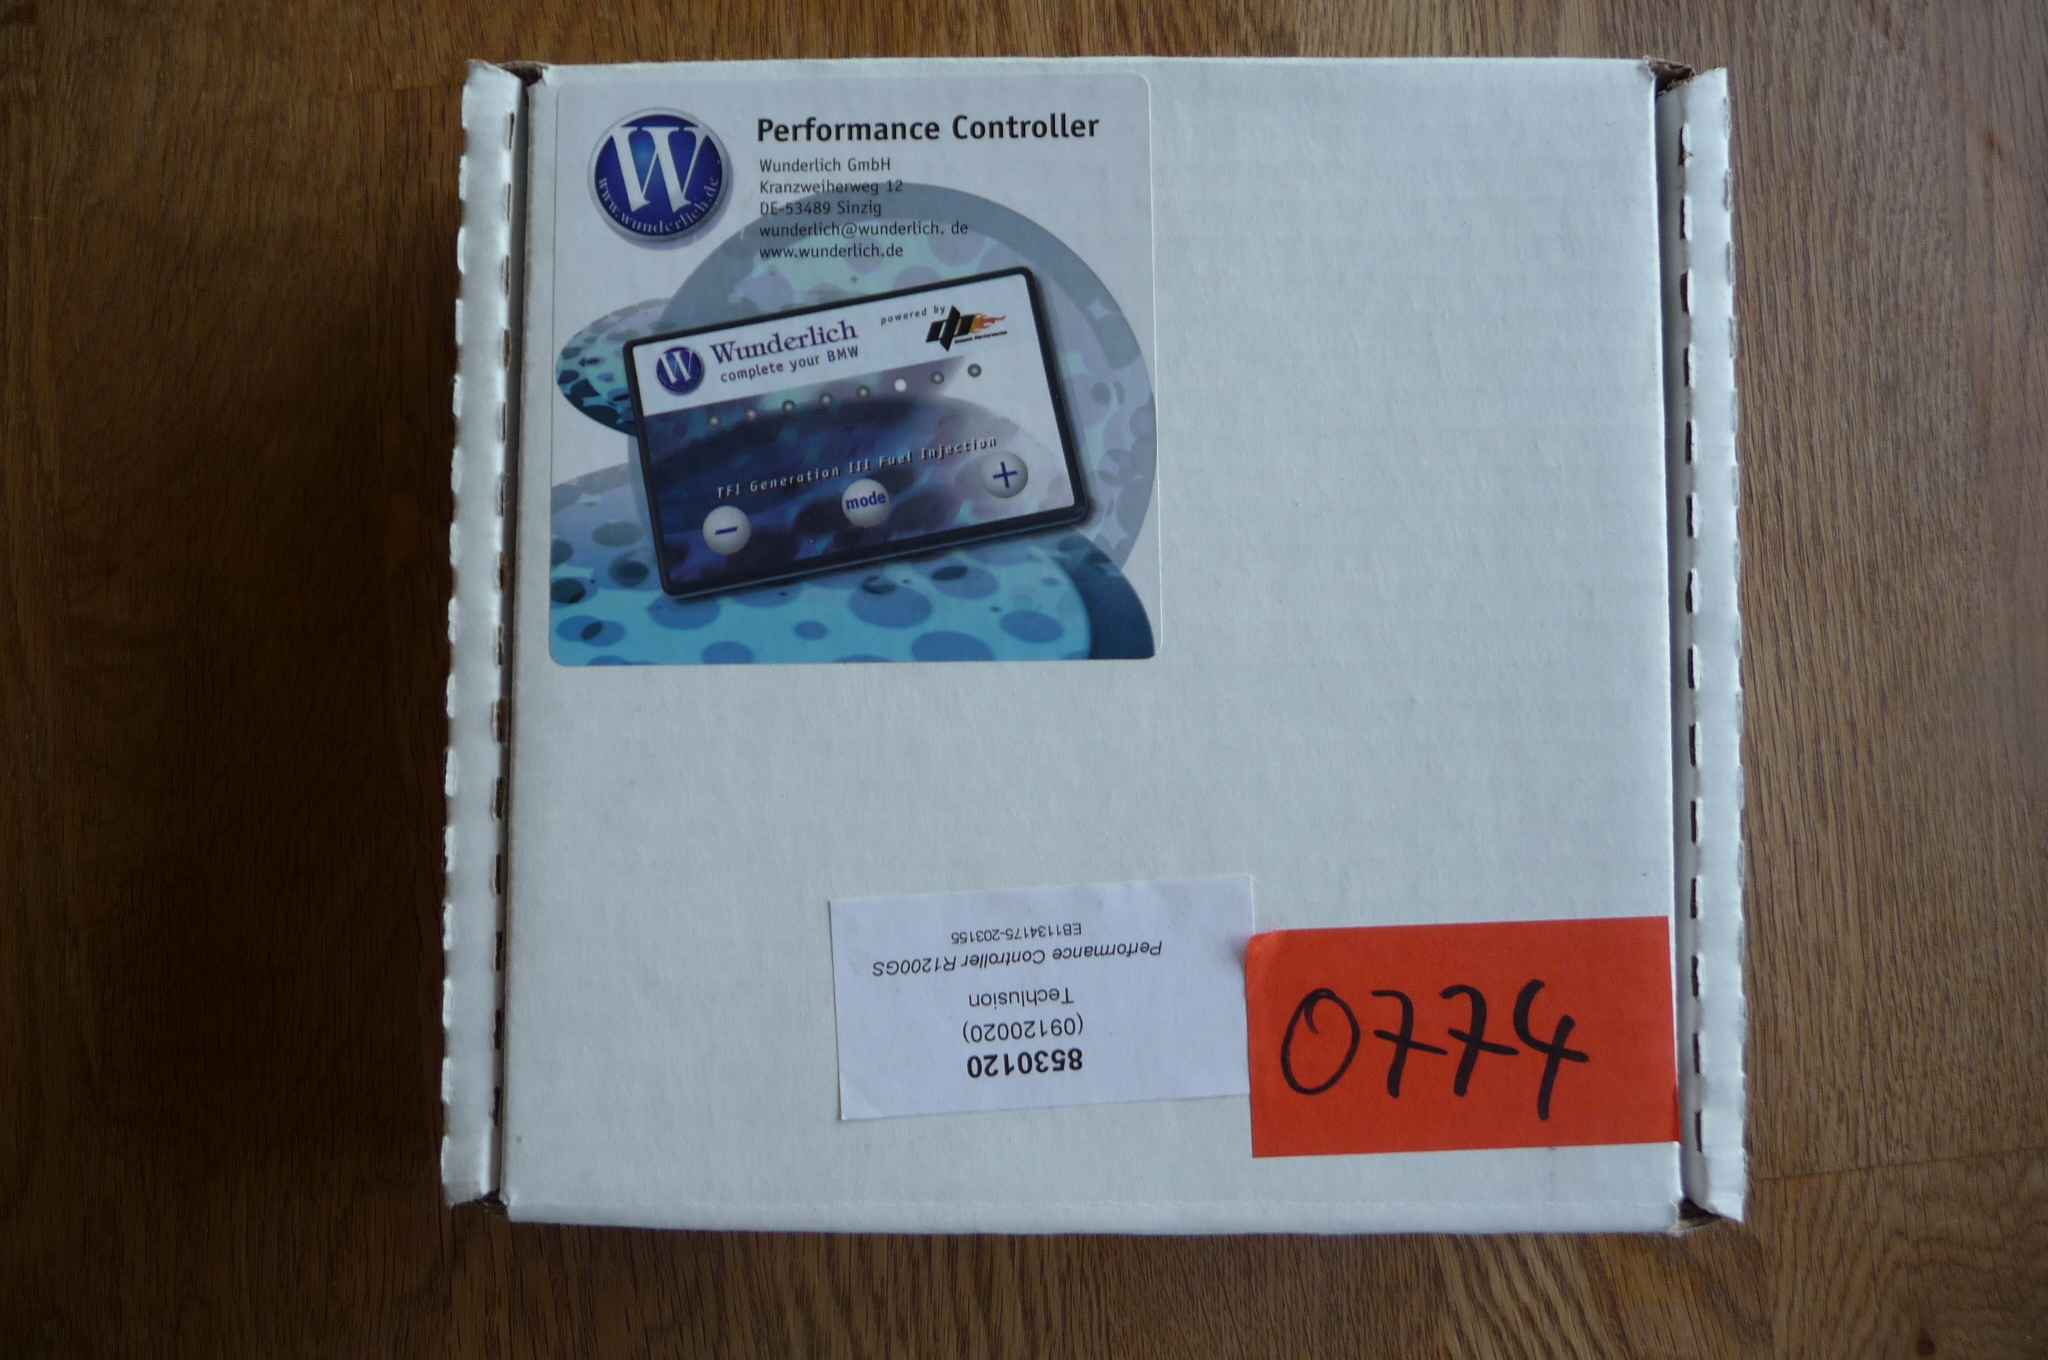 Performance Controller
Wunderlich GmbH
Kranzweiherweg 12
DE-53489 Sinzig
wunderlich@wunderlich. de
www.wunderlich.de
W
www.wunderlich.de
W
Wunderlich
complete your BMW
powered by
TFI Generation III Fuel Injection
-
mode
+
8530120
(09120020)
Techlusion
Performance Controller R1200GS
EB1134175-203155
0774